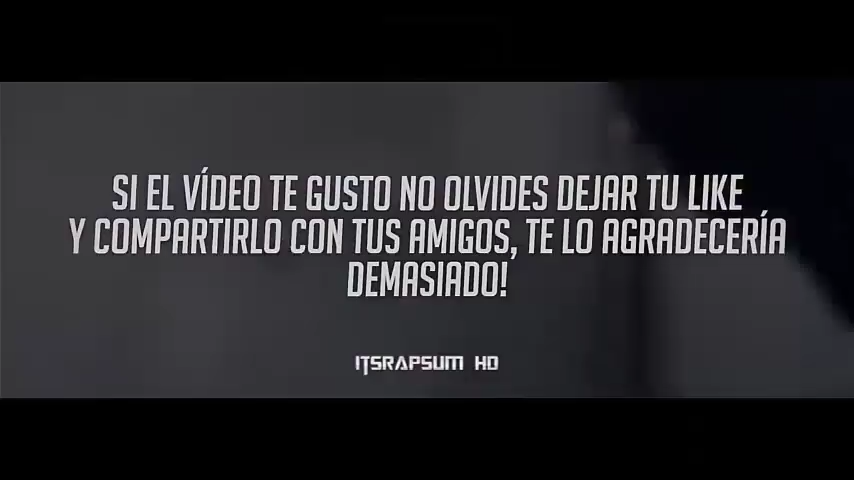 SI EL VÍDEO TE GUSTO NO OLVIDES DEJAR TU LIKE
Y COMPARTIRLO CON TUS AMIGOS, TE LO AGRADECERÍA
DEMASIADO!
ITSRAPSUM HD